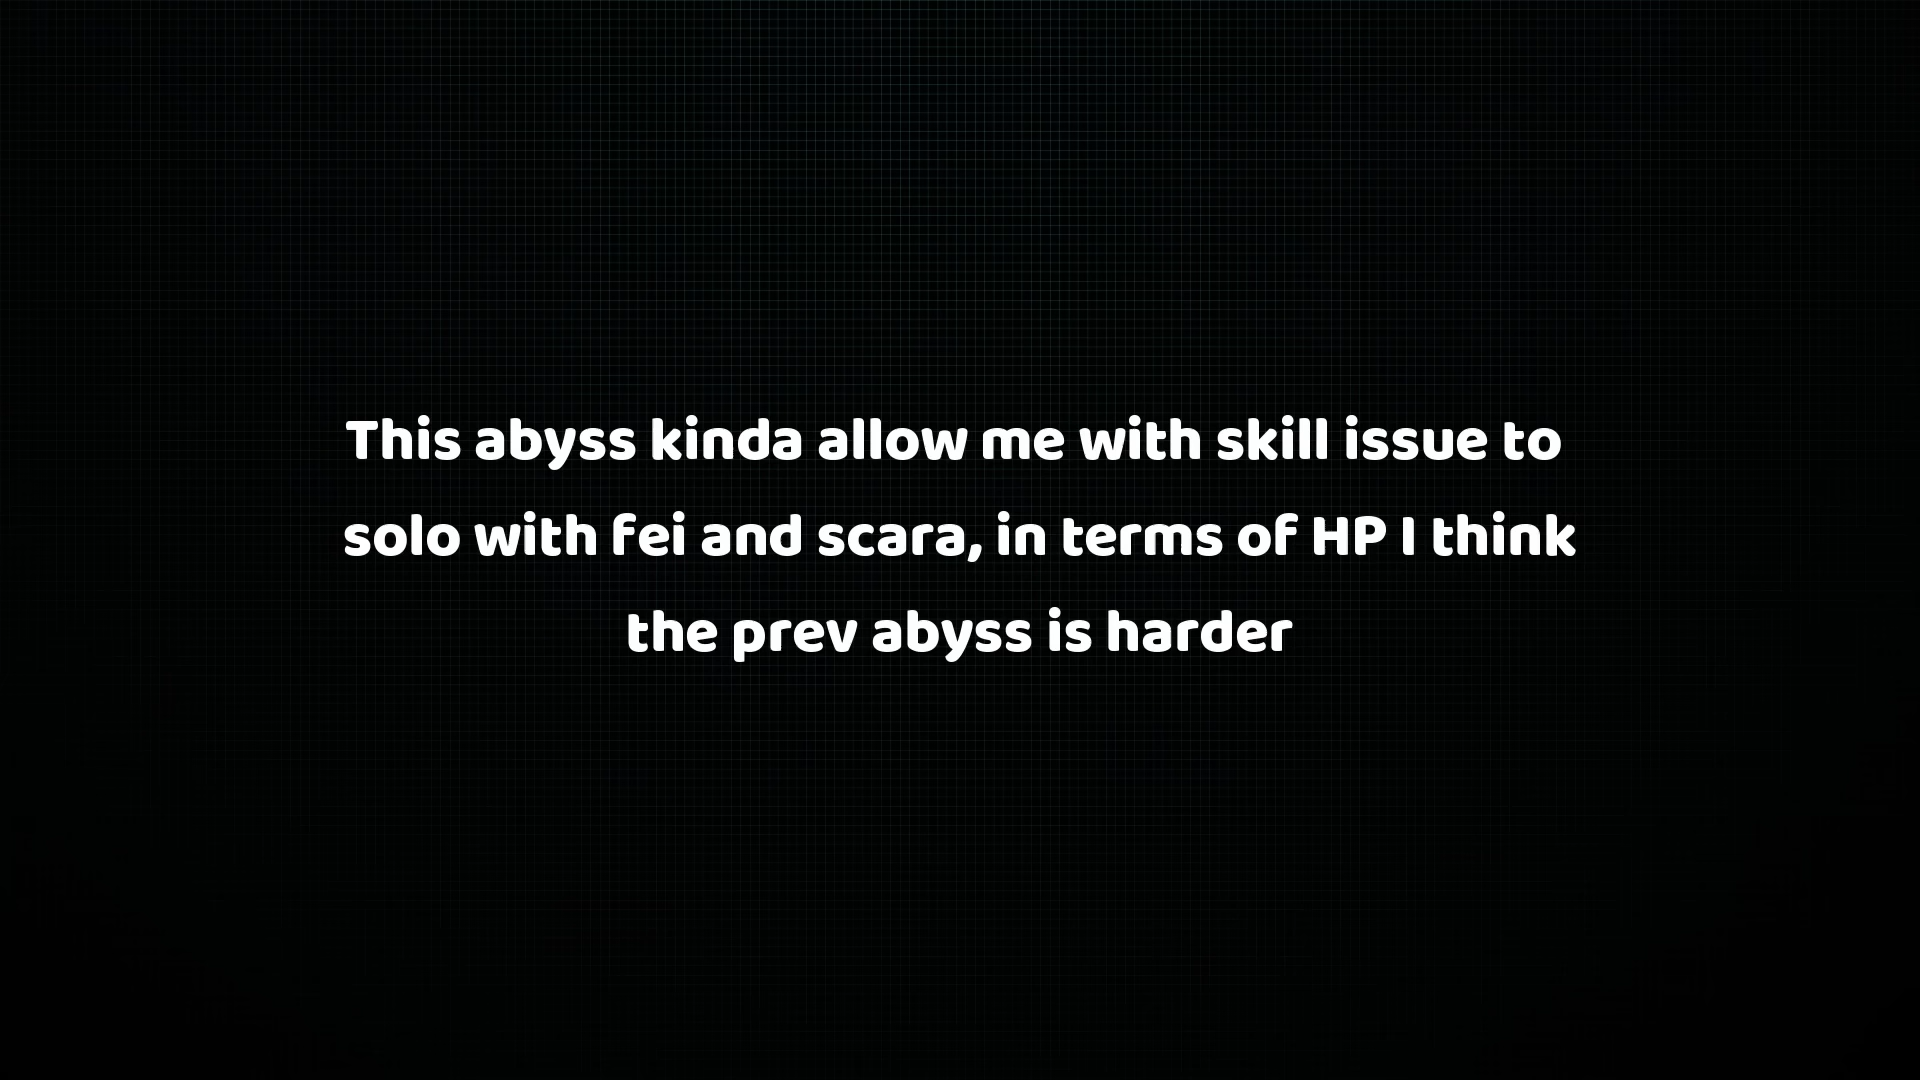 This abyss kinda allow me with skill issue to
solo with fei and scara, in terms of HP I think
the prev abyss is harder